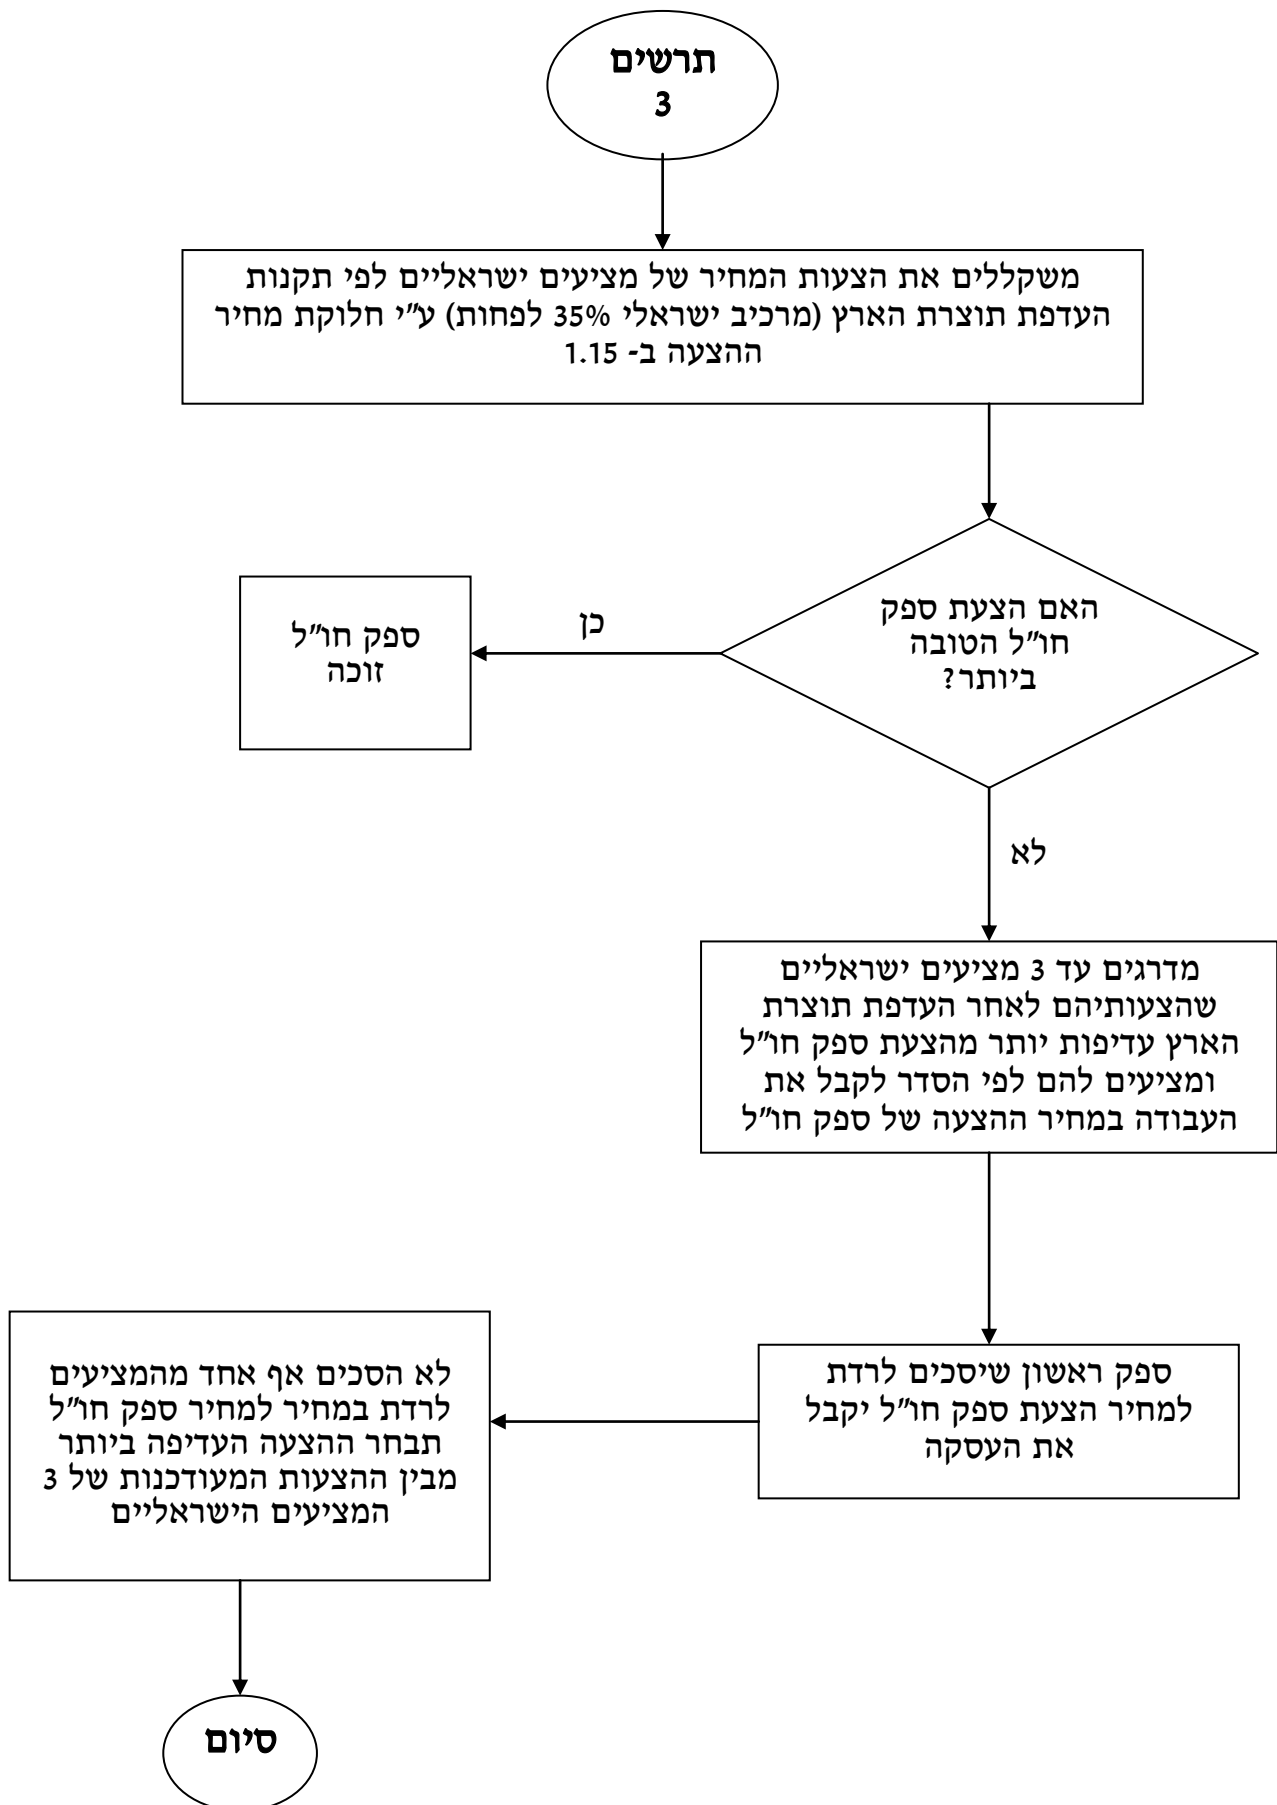 תרשים
3
משקללים את הצעות המחיר של מציעים ישראליים לפי תקנות
העדפת תוצרת הארץ (מרכיב ישראלי 35% לפחות) ע"י חלוקת מחיר
ההצעה ב- 1.15
האם הצעת ספק
חו"ל הטובה
ביותר?
כן
ספק חו"ל
זוכה
לא
מדרגים עד 3 מציעים ישראליים
שהצעותיהם לאחר העדפת תוצרת
הארץ עדיפות יותר מהצעת ספק חו"ל
ומציעים להם לפי הסדר לקבל את
העבודה במחיר ההצעה של ספק חו"ל
ספק ראשון שיסכים לרדת
למחיר הצעת ספק חו"ל יקבל
את העסקה
לא הסכים אף אחד מהמציעים
לרדת במחיר למחיר ספק חו"ל
תבחר ההצעה העדיפה ביותר
מבין ההצעות המעודכנות של 3
המציעים הישראליים
סיום